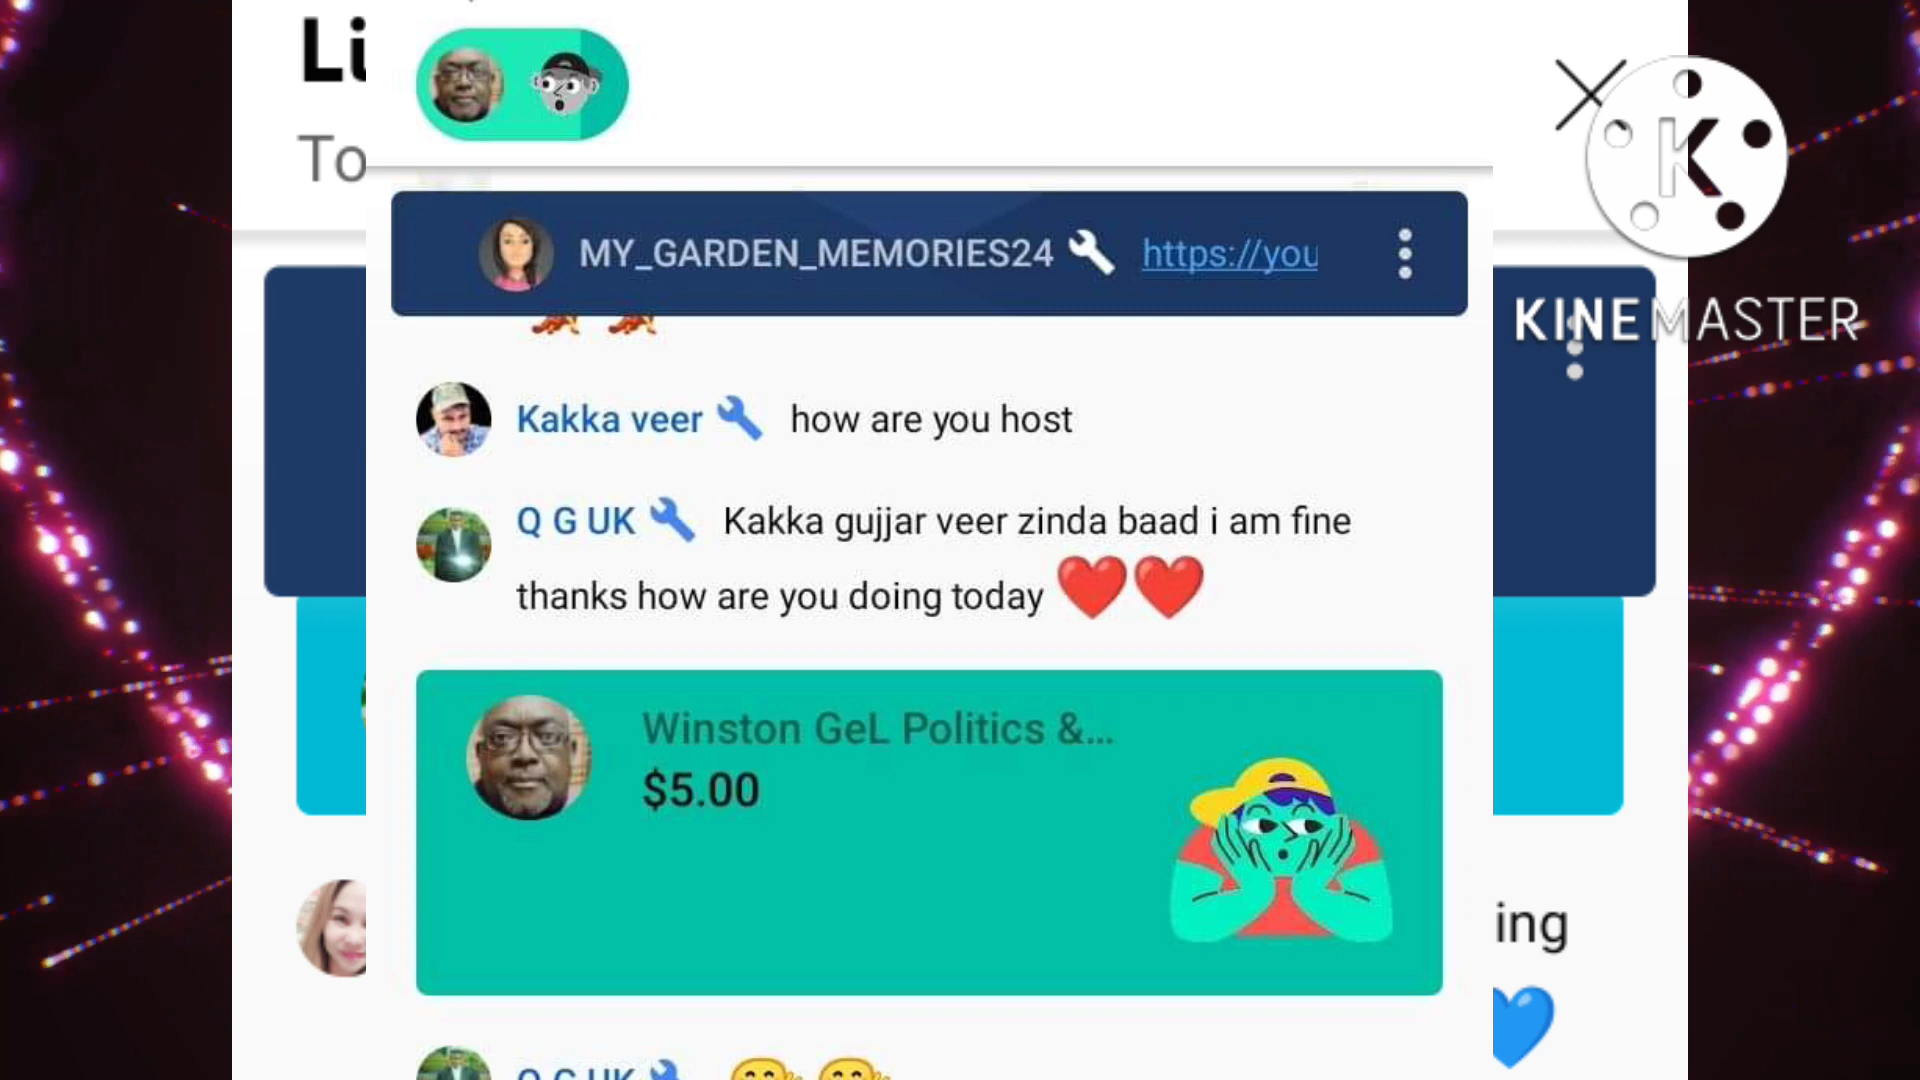 Li
To
MY_GARDEN_MEMORIES24 https://you
KINEMASTER
Kakka veer how are you host
Q G UK Kakka gujjar veer zinda baad i am fine
thanks how are you doing today
Winston GeL Politics &...
$5.00
ing
Q G UK